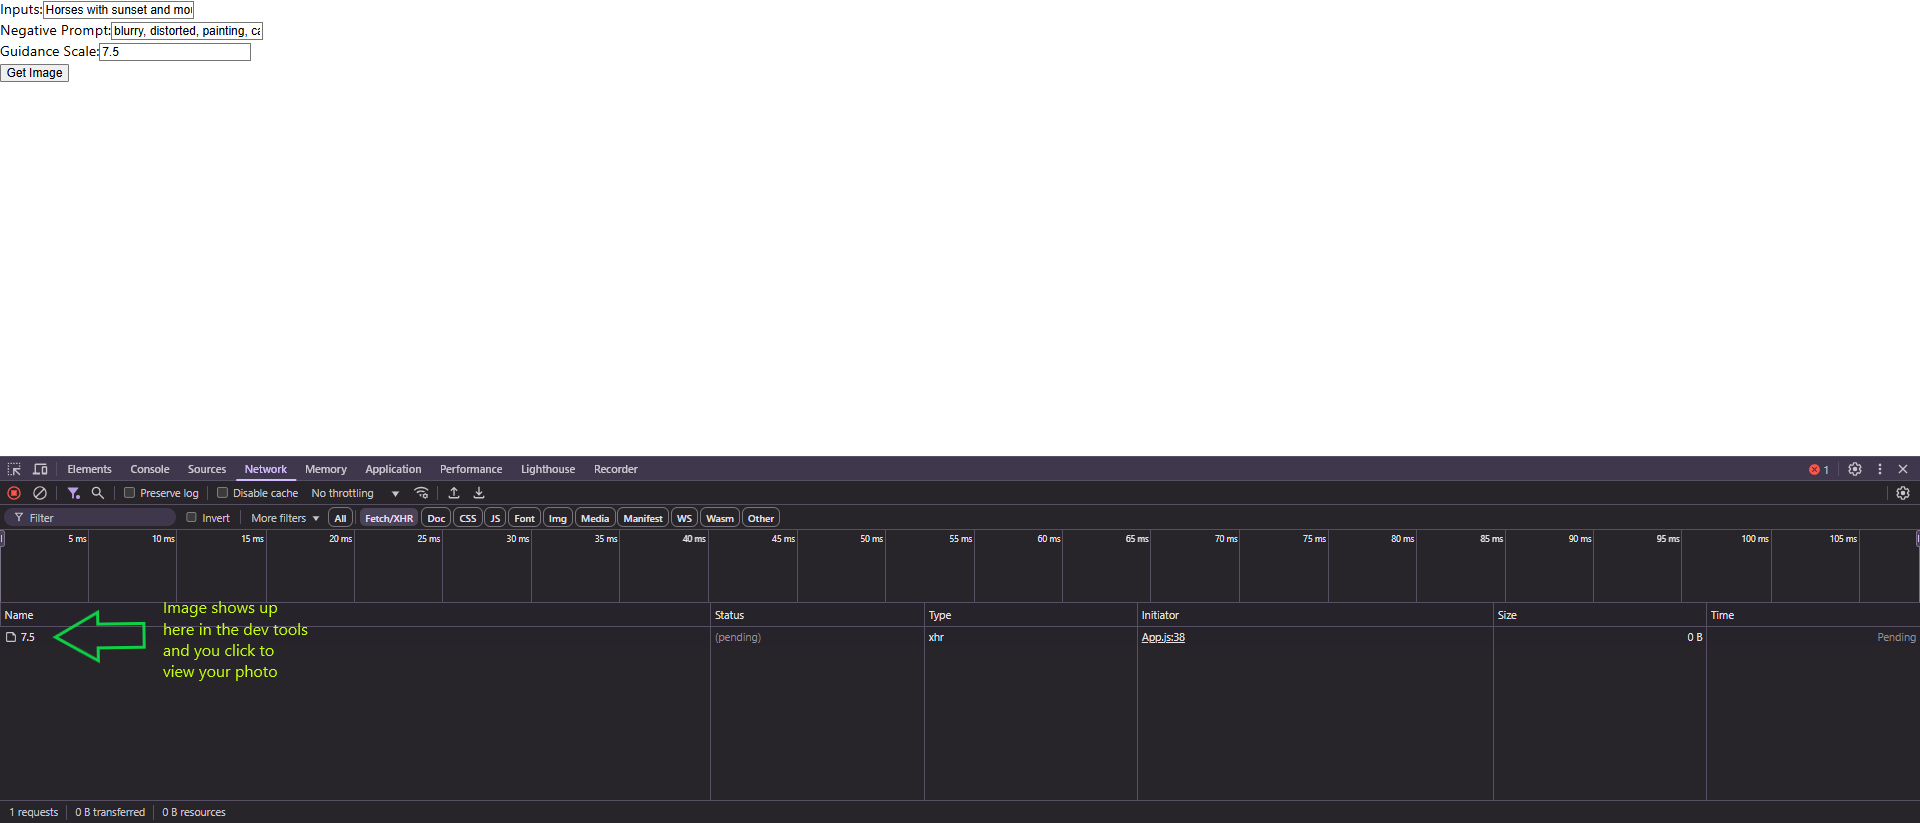 Inputs: Horses with sunset and mou
Negative Prompt: blurry, distorted, painting, ca
Guidance Scale: 7.5
Get Image
Elements Console Sources Network Memory Application Performance Lighthouse Recorder 1
Preserve log Disable cache No throttling
Filter Invert More filters All Fetch/XHR Doc CSS JS Font Img Media Manifest WS Wasm Other
5 ms 10 ms 15 ms 20 ms 25 ms 30 ms 35 ms 40 ms 45 ms 50 ms 55 ms 60 ms 65 ms 70 ms 75 ms 80 ms 85 ms 90 ms 95 ms 100 ms 105 ms
Name Status Type Initiator Size Time
7.5 (pending) xhr App.js:38 0 B Pending
Image shows up
here in the dev tools
and you click to
view your photo
1 requests 0 B transferred 0 B resources